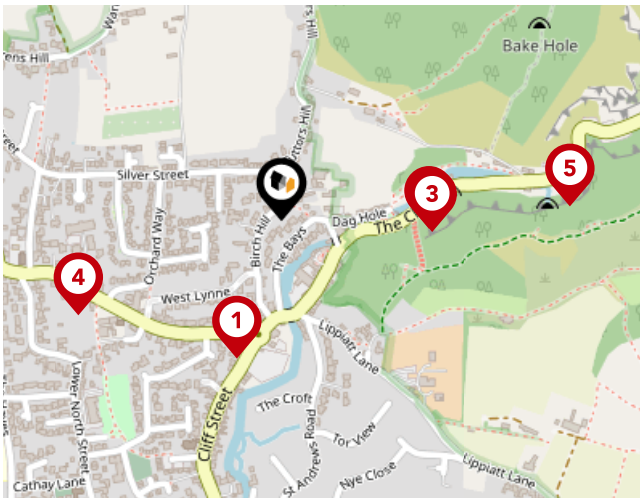 Bake Hole
Silver Street
5
3
Dag Hole
The C
Birch Hill
The Bays
Orchard Way
4
West Lynne
1
Lippiatt Lane
Cliff Street
The Croft
Lower North Street
Tor View
St Andrews Road
Nye Close
Lippiatt Lane
Cathay Lane